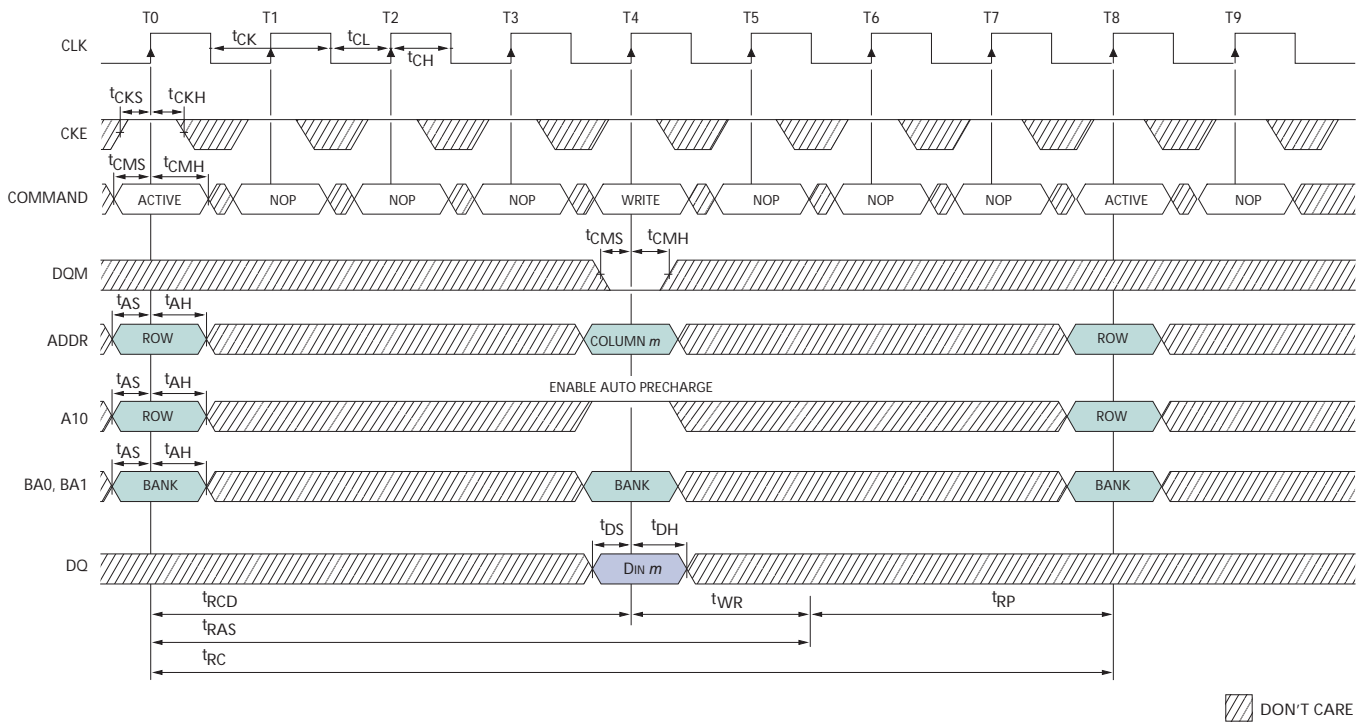 T0 T1 T2 T3 T4 T5 T6 T7 T8 T9
CLK tCK tCL tCH
tCKS tCKH
CKE
tCMS tCMH
COMMAND ACTIVE NOP NOP NOP WRITE NOP NOP NOP ACTIVE NOP
tCMS tCMH
DQM
tAS tAH
ADDR ROW COLUMN m ROW
ENABLE AUTO PRECHARGE
tAS tAH
A10 ROW ROW
tAS tAH
BA0, BA1 BANK BANK BANK
tDS tDH
DQ DIN m
tRCD tWR tRP
tRAS
tRC
DON'T CARE